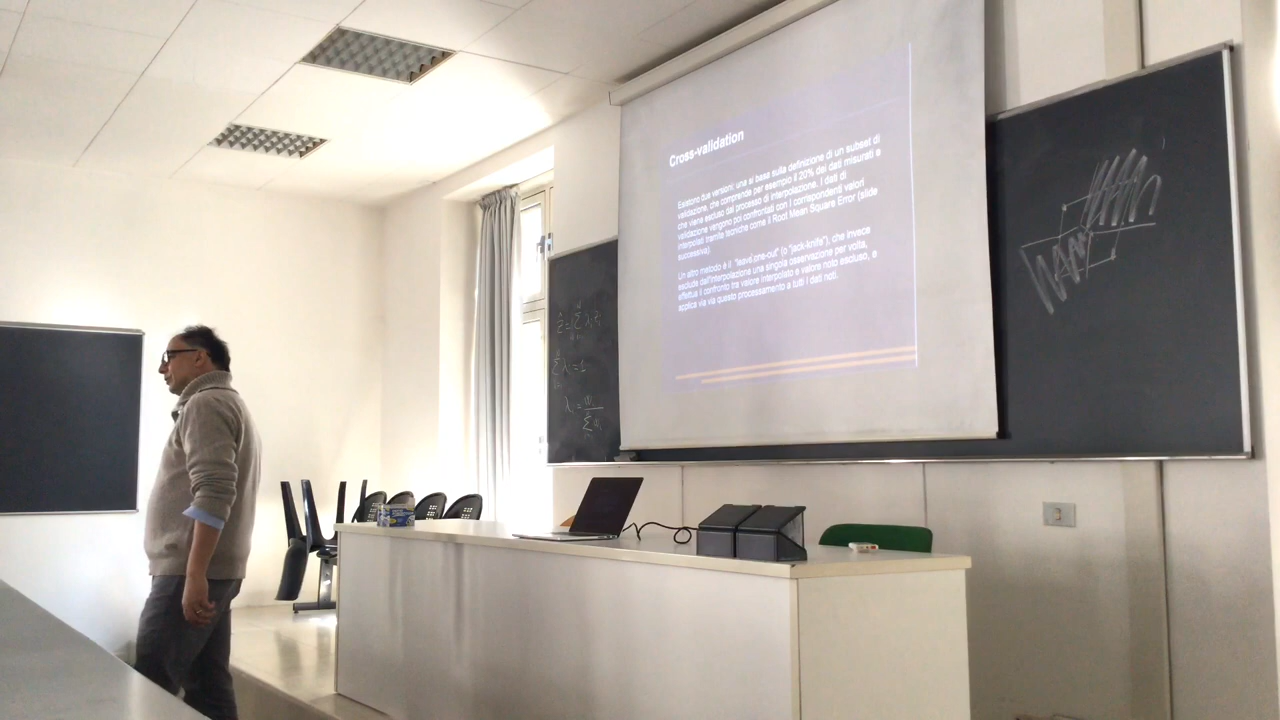 Cross-validation
Esistono due versioni: una si basa sulla definizione di un subset di
validazione, che comprende per esempio il 20% dei dati misurati e
che viene escluso dal processo di interpolazione. I dati di
validazione vengono poi confrontati con i corrispondenti valori
interpolati tramite tecniche come il Root Mean Square Error (slide
successiva)
Un altro metodo è il "leave one-out" (o "jack-knife"), che invece
esclude dall'interpolazione una singola osservazione per volta,
effettua il confronto tra valore interpolato e valore noto escluso, e
applica via via questo processamento a tutti i dati noti.